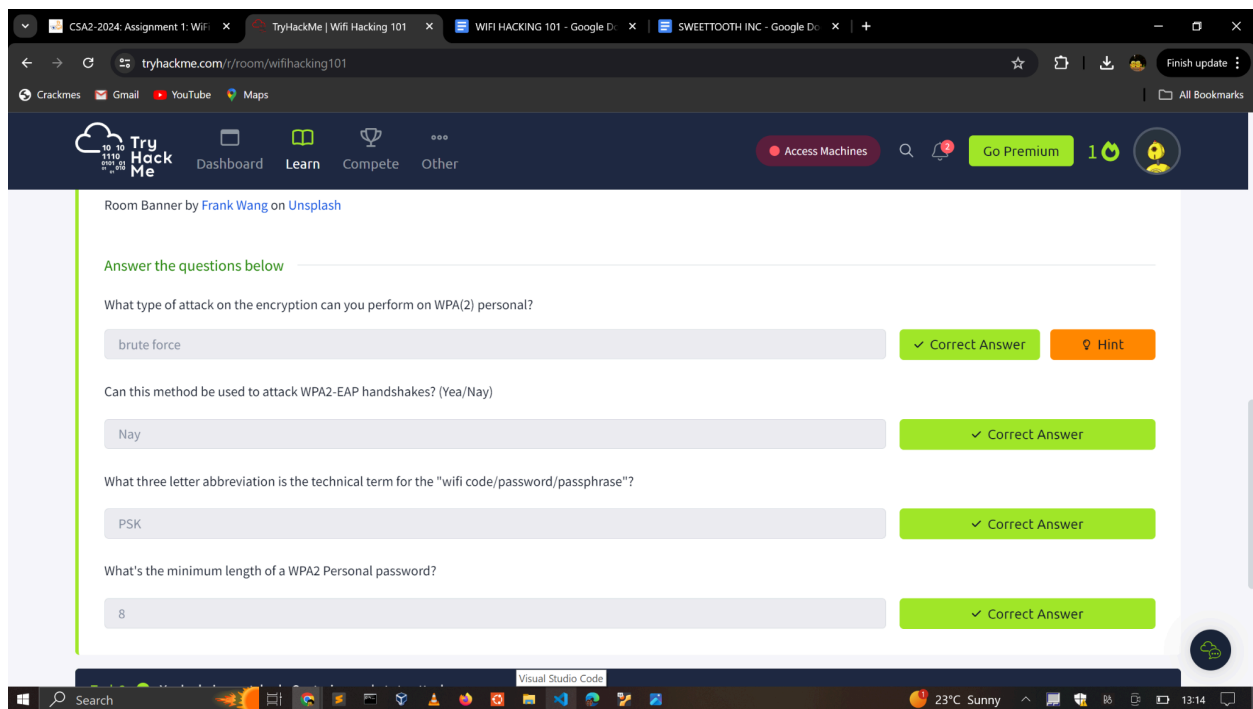 CSA2-2024: Assignment 1: WiFi
TryHackMe | Wifi Hacking 101
WIFI HACKING 101 - Google Do
SWEETTOOTH INC - Google Do
tryhackme.com/r/room/wifihacking101
Finish update
Crackmes
Gmail
YouTube
Maps
All Bookmarks
Try
Hack
Me
Dashboard
Learn
Compete
Other
Access Machines
2
Go Premium
1
Room Banner by Frank Wang on Unsplash
Answer the questions below
What type of attack on the encryption can you perform on WPA(2) personal?
brute force
Correct Answer
Hint
Can this method be used to attack WPA2-EAP handshakes? (Yea/Nay)
Nay
Correct Answer
What three letter abbreviation is the technical term for the "wifi code/password/passphrase"?
PSK
Correct Answer
What's the minimum length of a WPA2 Personal password?
8
Correct Answer
Visual Studio Code
Search
1
23°C Sunny
13:14